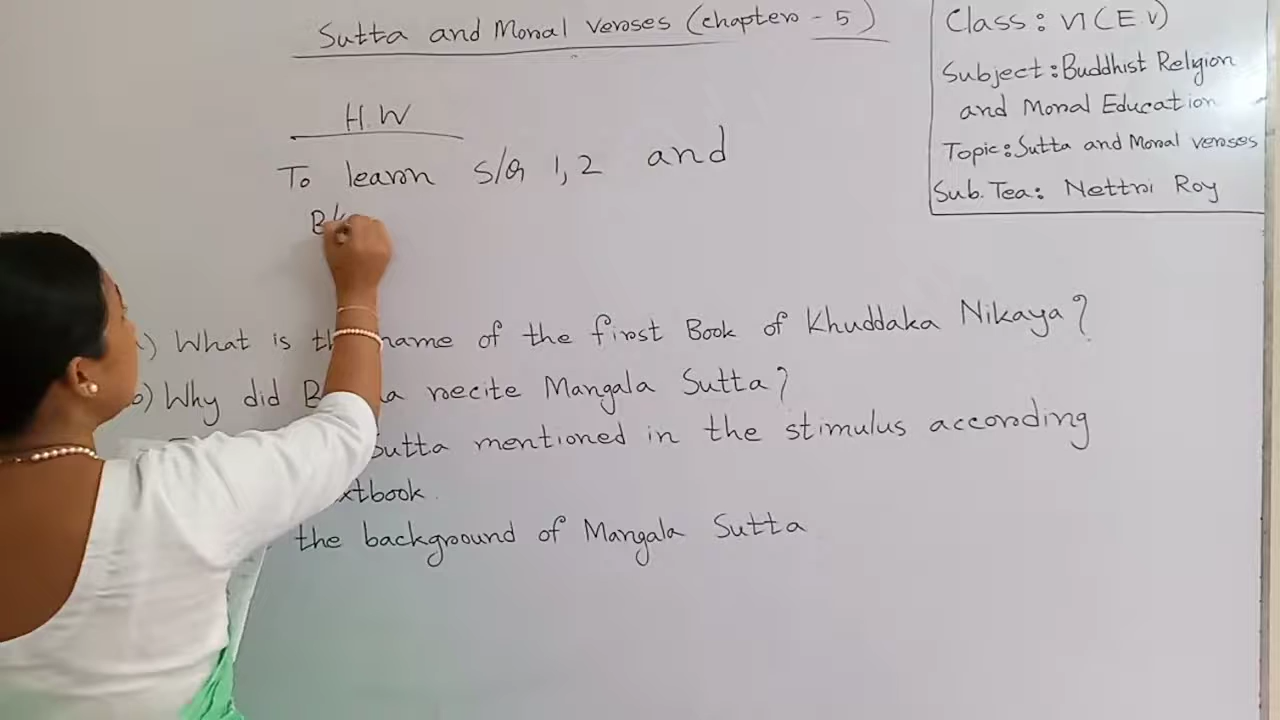 Sutta and Moral Verses (chapter - 5)
H.W
To learn S/Q 1, 2 and
What is name of the first Book of Khuddaka Nikaya?
b) Why did recite Mangala Sutta?
Sutta mentioned in the stimulus according
the background of Mangala Sutta
Class: VI (E.V)
Subject: Buddhist Religion
and Moral Education
Topic: Sutta and Moral verses
Sub. Tea: Nettri Roy